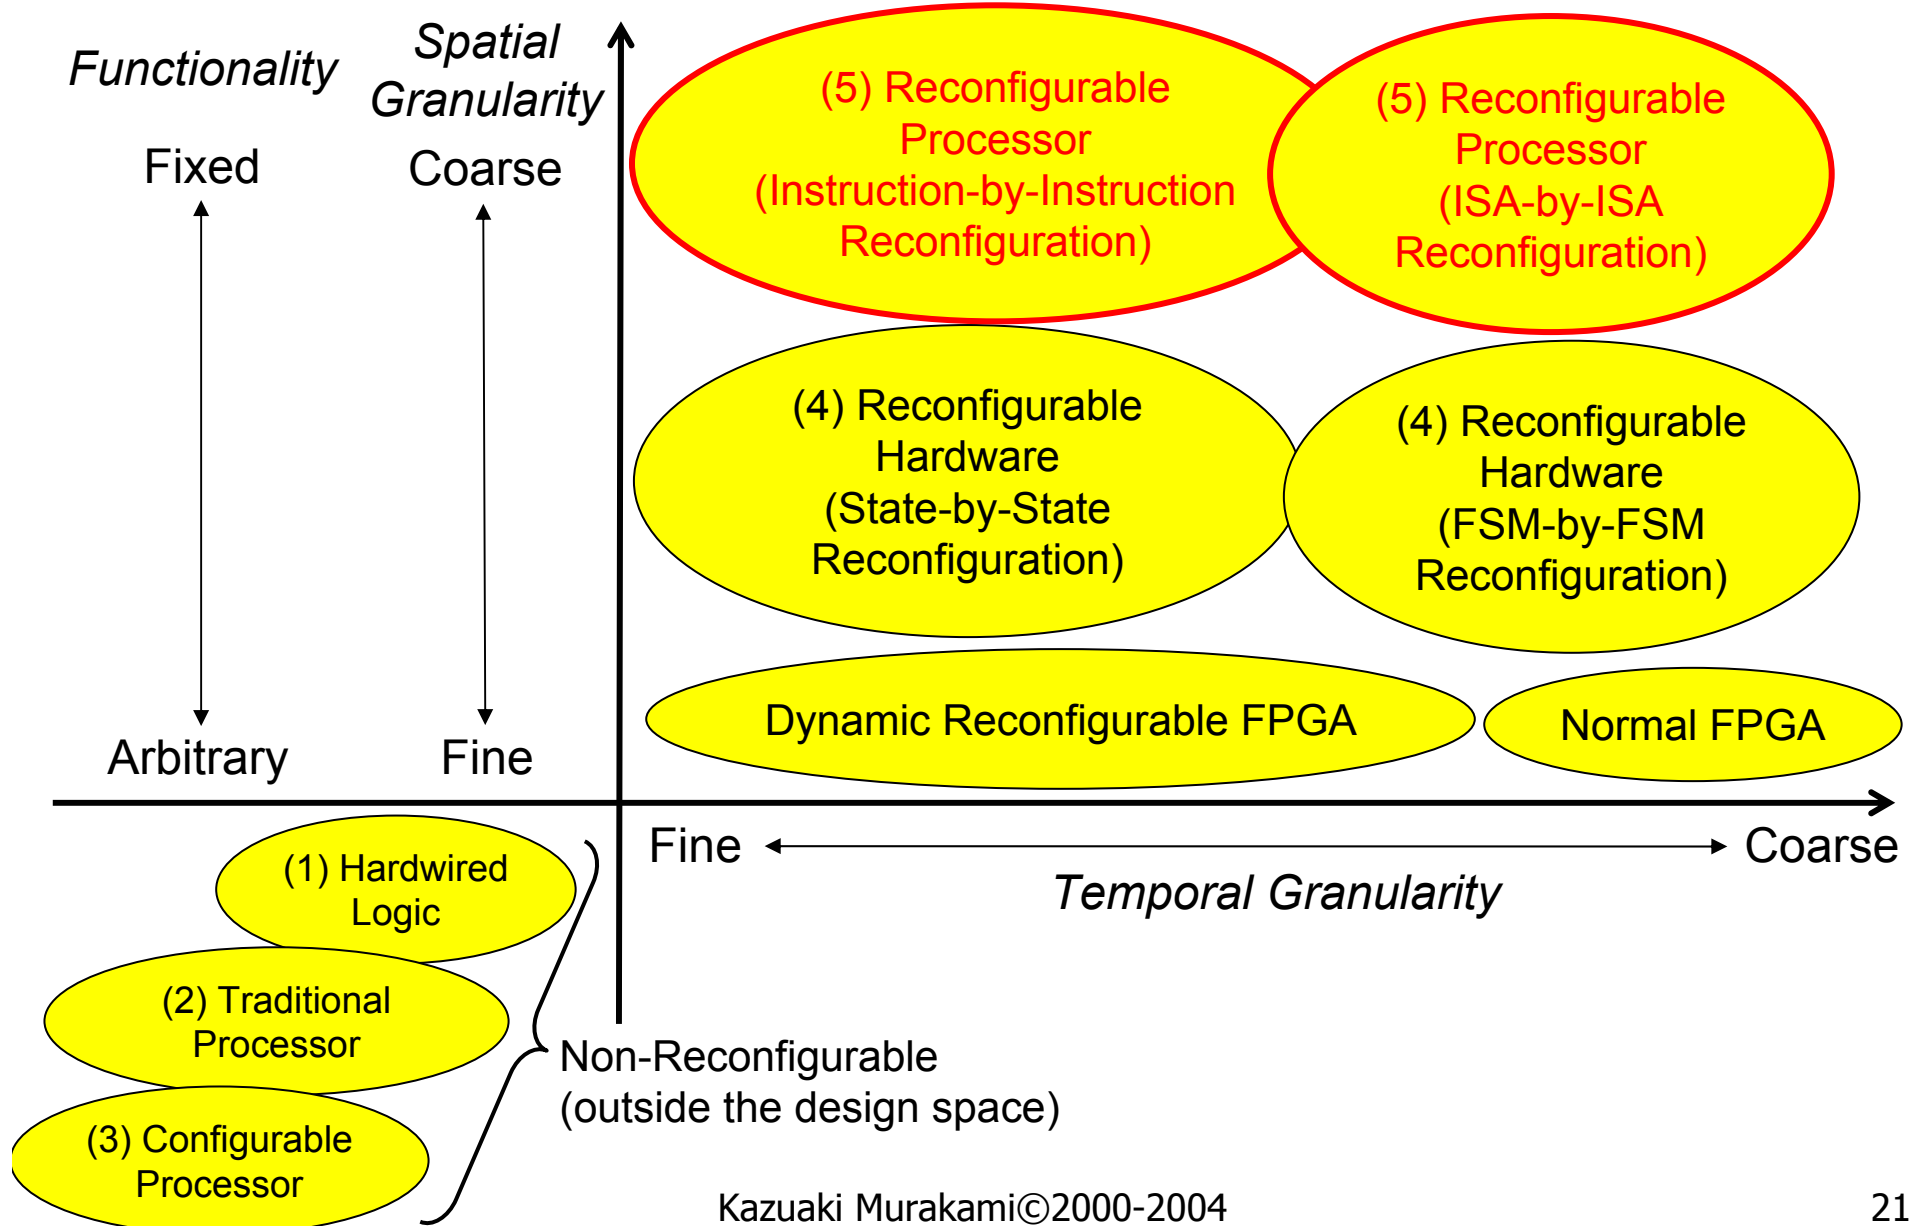 Functionality
Spatial
Granularity
Fixed
Coarse
Arbitrary
Fine
(5) Reconfigurable
Processor
(Instruction-by-Instruction
Reconfiguration)
(5) Reconfigurable
Processor
(ISA-by-ISA
Reconfiguration)
(4) Reconfigurable
Hardware
(State-by-State
Reconfiguration)
(4) Reconfigurable
Hardware
(FSM-by-FSM
Reconfiguration)
Dynamic Reconfigurable FPGA
Normal FPGA
Fine
Coarse
Temporal Granularity
(1) Hardwired
Logic
(2) Traditional
Processor
(3) Configurable
Processor
Non-Reconfigurable
(outside the design space)
Kazuaki Murakami©2000-2004
21